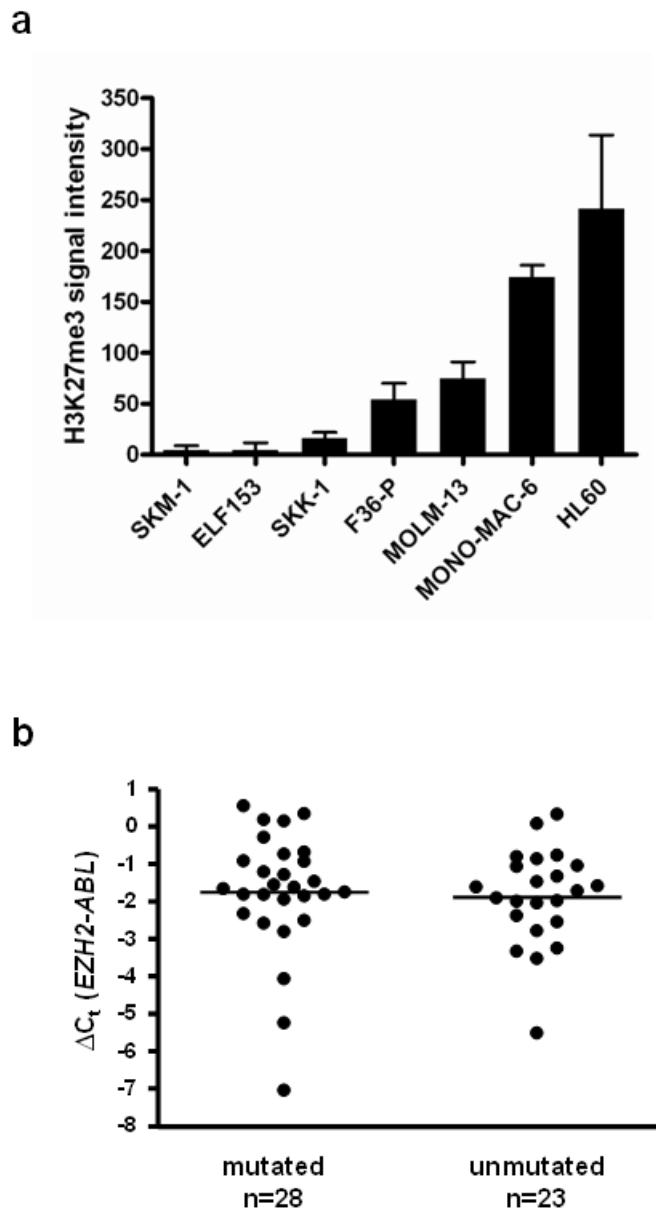 a
H3K27me3 signal intensity
350
300
250
200
150
100
50
0
SKM-1
ELF153
SKK-1
F36-P
MOLM-13
MONO-MAC-6
HL60
b
ΔCt (EZH2-ABL)
1
0
-1
-2
-3
-4
-5
-6
-7
-8
mutated
n=28
unmutated
n=23